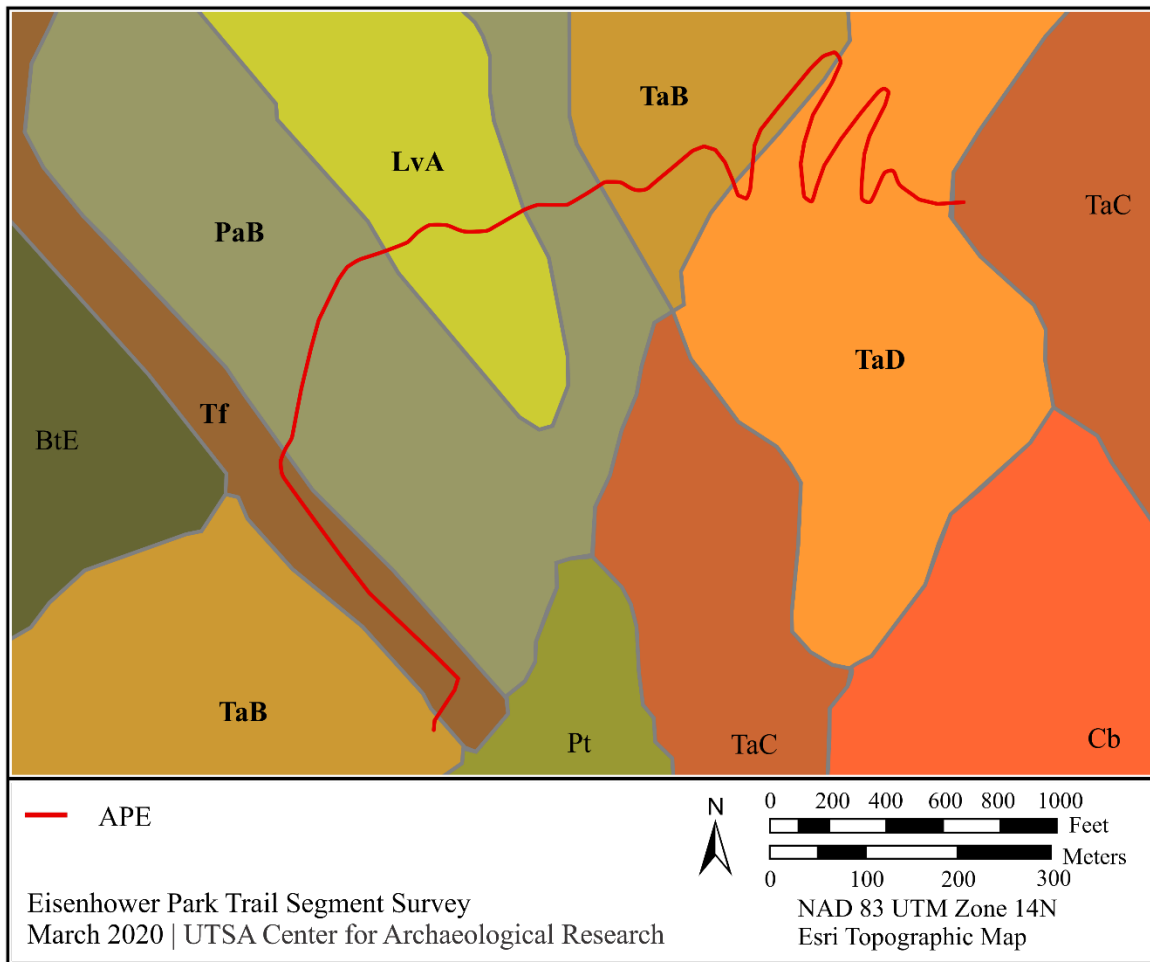 TaB
LvA
TaC
PaB
TaD
Tf
BtE
TaB
Pt
TaC
Cb
APE
N
0 200 400 600 800 1000
Feet
Meters
0 100 200 300
Eisenhower Park Trail Segment Survey
March 2020 | UTSA Center for Archaeological Research
NAD 83 UTM Zone 14N
Esri Topographic Map